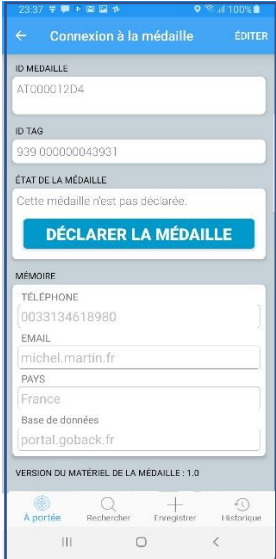 23:37
100%
Connexion à la médaille
ÉDITER
ID MEDAILLE
AT000012D4
ID TAG
939 000000043931
ÉTAT DE LA MÉDAILLE
Cette médaille n'est pas déclarée.
DÉCLARER LA MÉDAILLE
MÉMOIRE
TÉLÉPHONE
0033134618980
EMAIL
michel.martin.fr
PAYS
France
Base de données
portal.goback.fr
VERSION DU MATÉRIEL DE LA MÉDAILLE : 1.0
À portée
Rechercher
Enregistrer
Historique